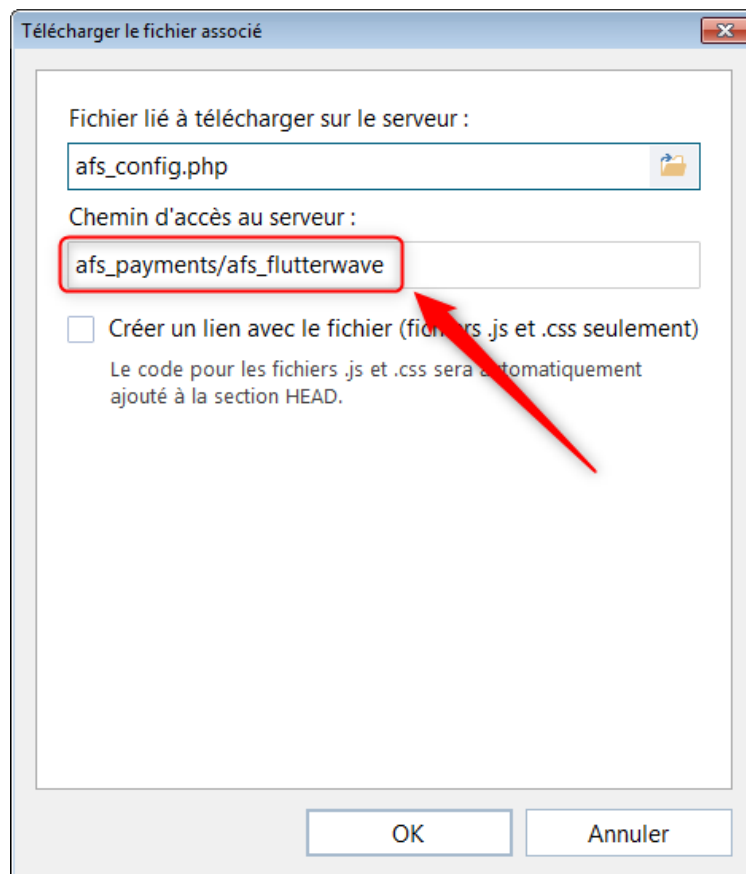 Télécharger le fichier associé
Fichier lié à télécharger sur le serveur :
afs_config.php
Chemin d'accès au serveur :
afs_payments/afs_flutterwave
Créer un lien avec le fichier (fichiers .js et .css seulement)
Le code pour les fichiers .js et .css sera automatiquement
ajouté à la section HEAD.
OK
Annuler